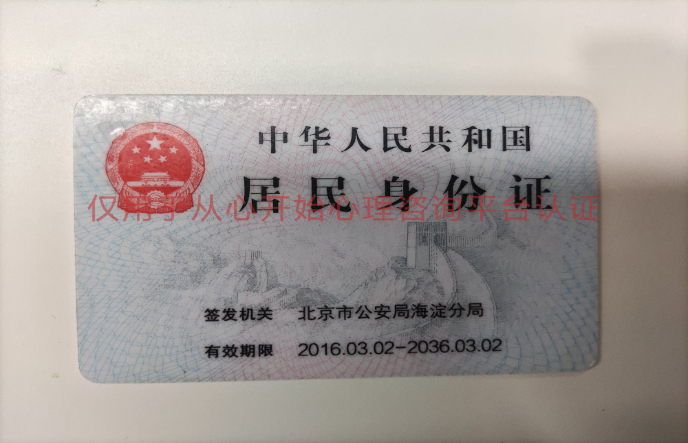 中华人民共和国
居民身份证
仅用于从心开始心理咨询平台认证
签发机关 北京市公安局海淀分局
有效期限 2016.03.02-2036.03.02